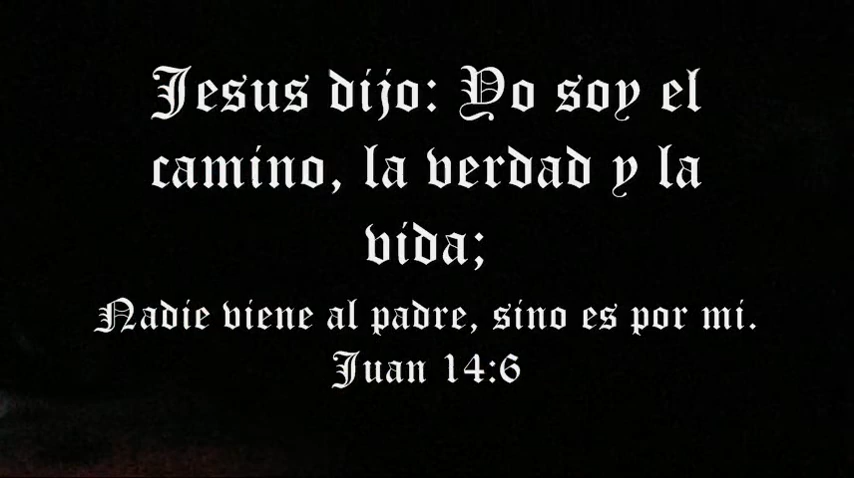 Jesus dijo: Yo soy el
camino, la verdad y la
vida;
Nadie viene al padre, sino es por mi.
Juan 14:6